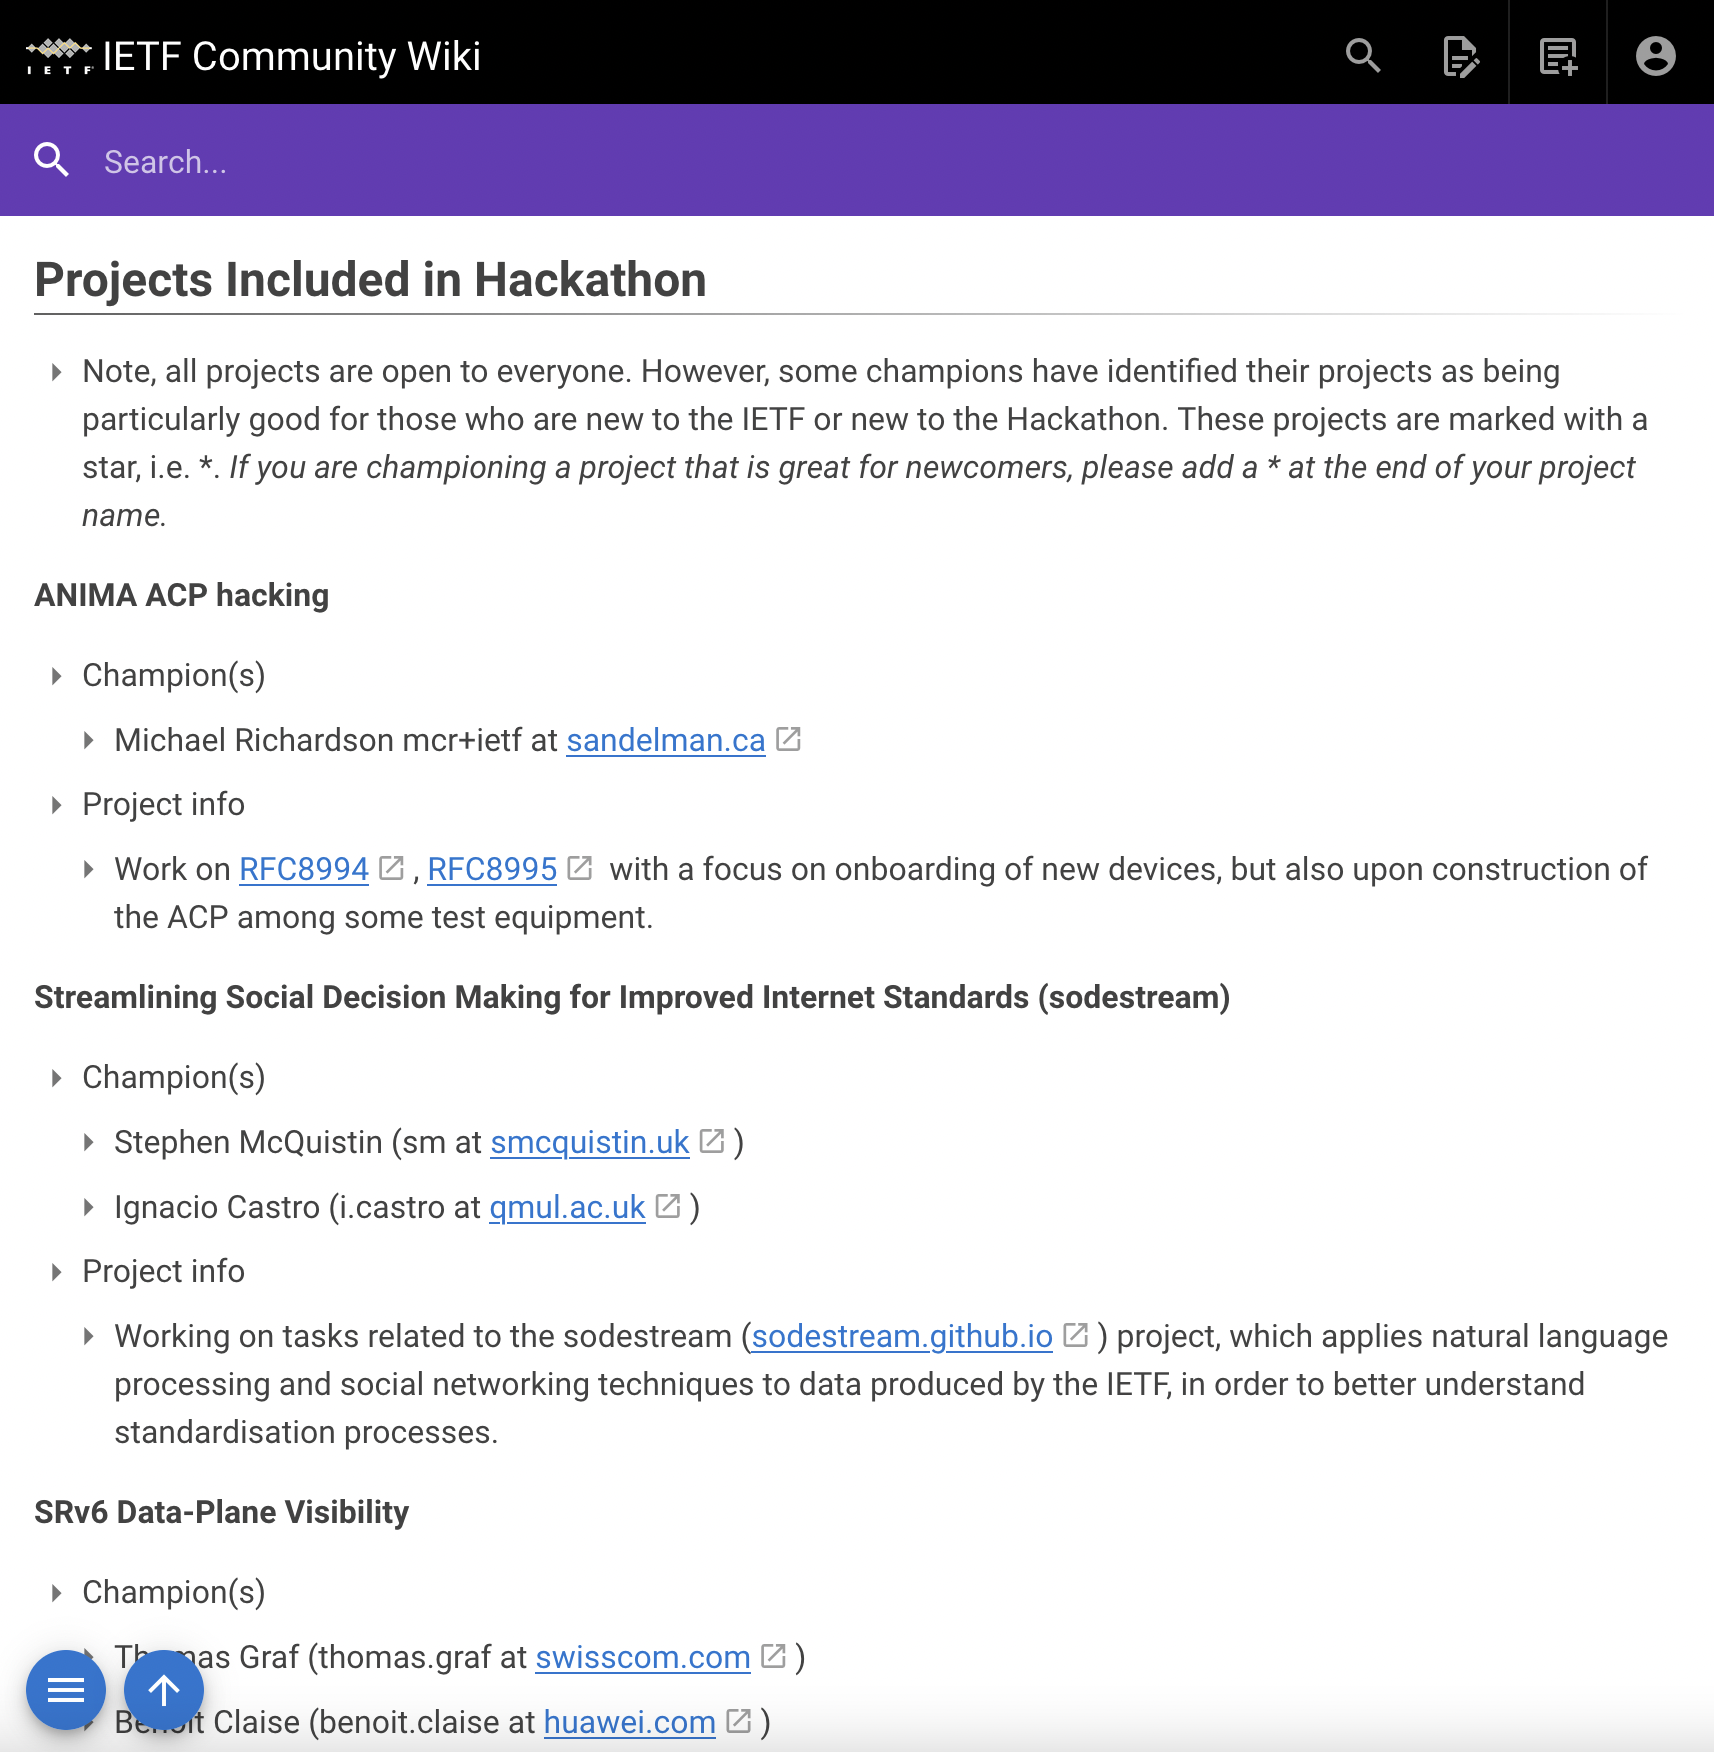 I E T F
IETF Community Wiki
Search...
Projects Included in Hackathon
Note, all projects are open to everyone. However, some champions have identified their projects as being
particularly good for those who are new to the IETF or new to the Hackathon. These projects are marked with a
star, i.e. *. If you are championing a project that is great for newcomers, please add a * at the end of your project
name.
ANIMA ACP hacking
Champion(s)
Michael Richardson mcr+ietf at sandelman.ca
Project info
Work on RFC8994 , RFC8995 with a focus on onboarding of new devices, but also upon construction of
the ACP among some test equipment.
Streamlining Social Decision Making for Improved Internet Standards (sodestream)
Champion(s)
Stephen McQuistin (sm at smcquistin.uk )
Ignacio Castro (i.castro at qmul.ac.uk )
Project info
Working on tasks related to the sodestream (sodestream.github.io ) project, which applies natural language
processing and social networking techniques to data produced by the IETF, in order to better understand
standardisation processes.
SRv6 Data-Plane Visibility
Champion(s)
Thomas Graf (thomas.graf at swisscom.com )
Benoit Claise (benoit.claise at huawei.com )